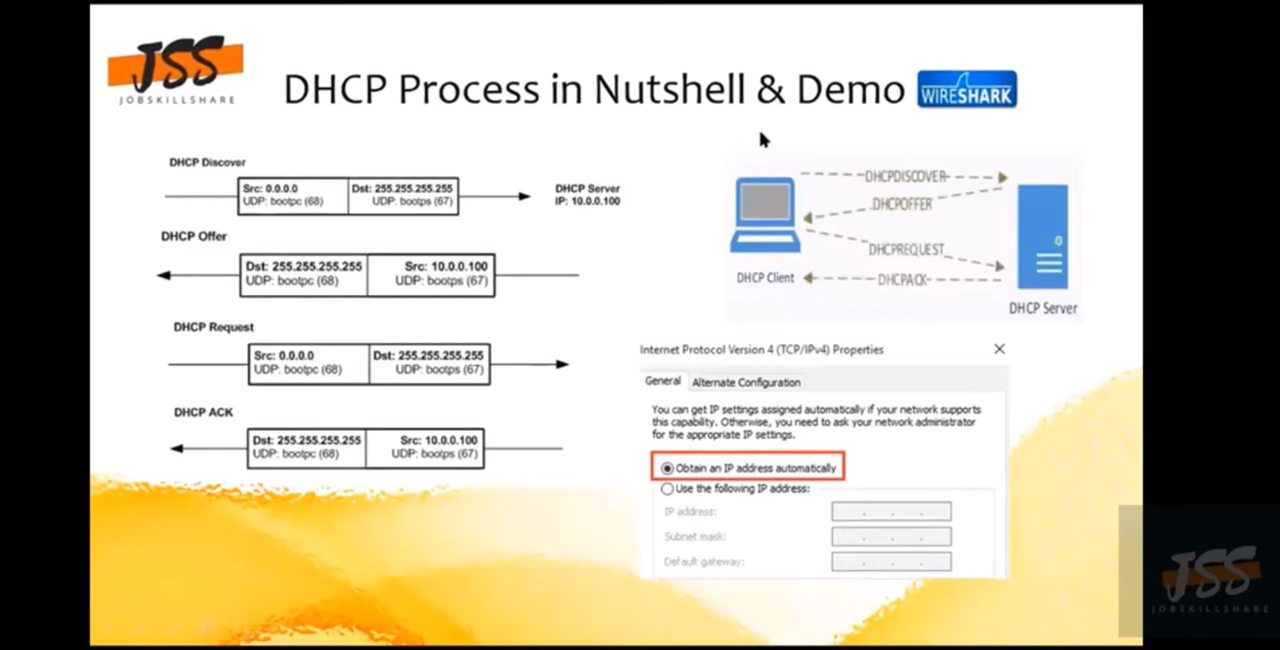 JSS
JOBSKILLSHARE
DHCP Process in Nutshell & Demo
WIRESHARK
DHCP Discover
Src: 0.0.0.0
UDP: bootpc (68)
Dst: 255.255.255.255
UDP: bootps (67)
DHCP Server
IP: 10.0.0.100
DHCP Offer
Dst: 255.255.255.255
UDP: bootpc (68)
Src: 10.0.0.100
UDP: bootps (67)
DHCP Request
Src: 0.0.0.0
UDP: bootpc (68)
Dst: 255.255.255.255
UDP: bootps (67)
DHCP ACK
Dst: 255.255.255.255
UDP: bootpc (68)
Src: 10.0.0.100
UDP: bootps (67)
DHCPDISCOVER
DHCPOFFER
DHCPREQUEST
DHCPACK
DHCP Client
DHCP Server
Internet Protocol Version 4 (TCP/IPv4) Properties
General
Alternate Configuration
You can get IP settings assigned automatically if your network supports
this capability. Otherwise, you need to ask your network administrator
for the appropriate IP settings.
Obtain an IP address automatically
Use the following IP address:
IP address:
Subnet mask:
Default gateway:
JSS
JOBSKILLSHARE